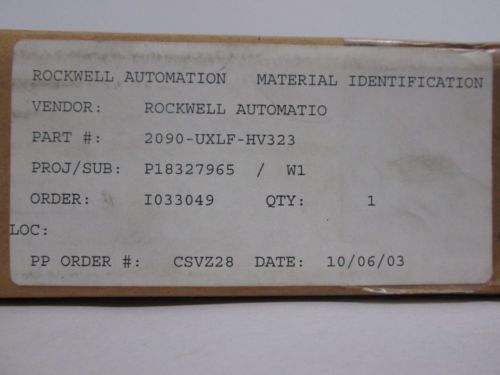 ROCKWELL AUTOMATION MATERIAL IDENTIFICATION
VENDOR: ROCKWELL AUTOMATIO
PART #: 2090-UXLF-HV323
PROJ/SUB: P18327965 / W1
ORDER: I033049 QTY: 1
LOC:
PP ORDER #: CSVZ28 DATE: 10/06/03